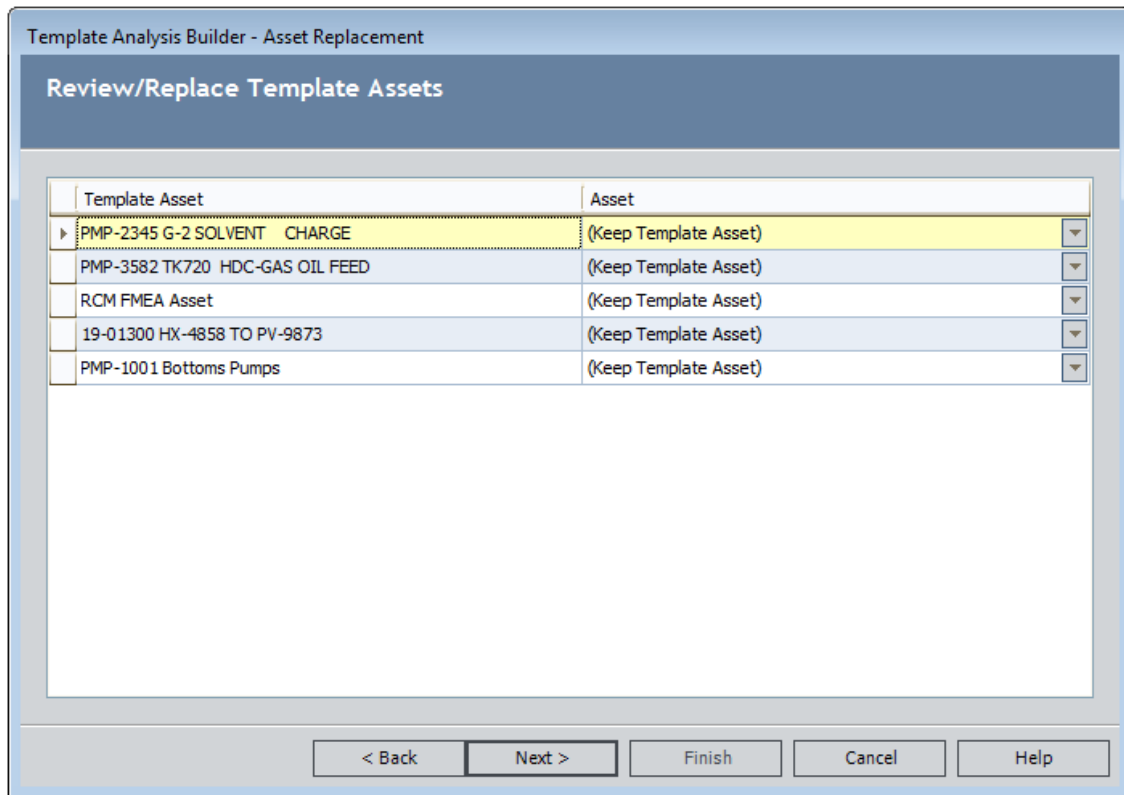 Template Analysis Builder - Asset Replacement
Review/Replace Template Assets
Template Asset Asset
PMP-2345 G-2 SOLVENT    CHARGE (Keep Template Asset)
PMP-3582 TK720  HDC-GAS OIL FEED (Keep Template Asset)
RCM FMEA Asset (Keep Template Asset)
19-01300 HX-4858 TO PV-9873 (Keep Template Asset)
PMP-1001 Bottoms Pumps (Keep Template Asset)
< Back Next > Finish Cancel Help